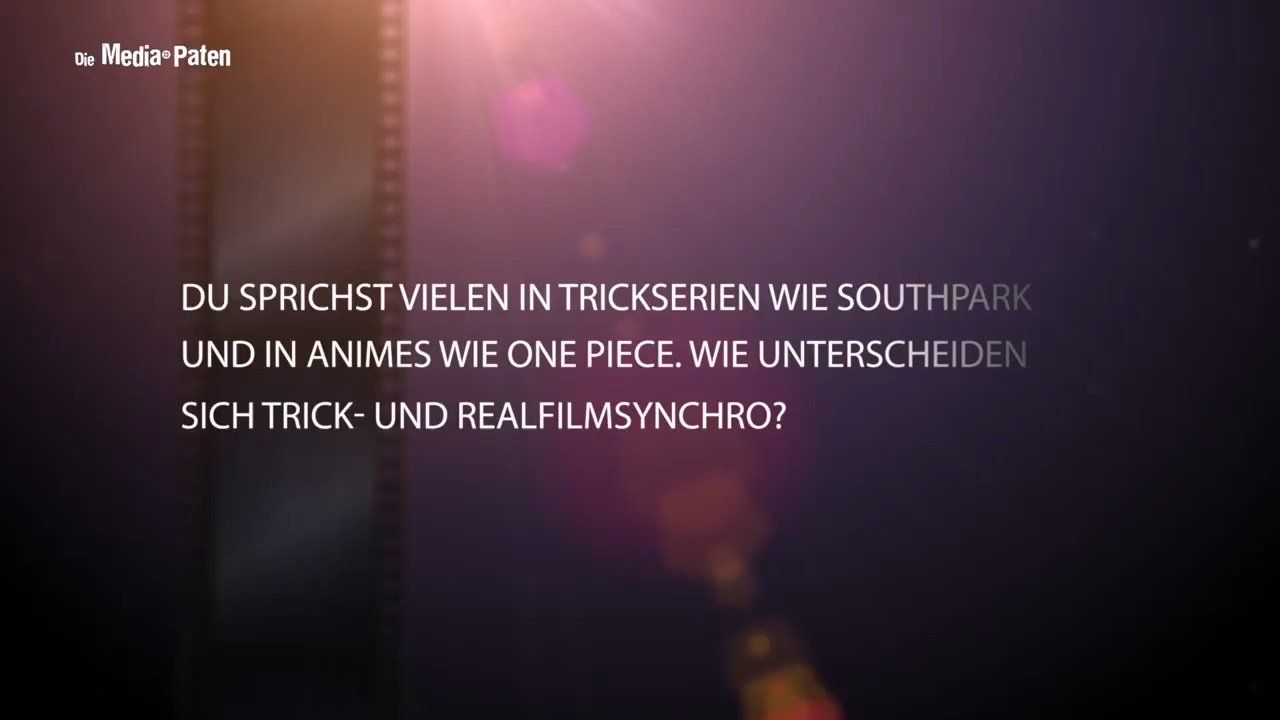 Die Media Paten
DU SPRICHST VIELEN IN TRICKSERIEN WIE SOUTHPARK
UND IN ANIMES WIE ONE PIECE. WIE UNTERSCHEIDEN
SICH TRICK- UND REALFILMSYNCHRO?